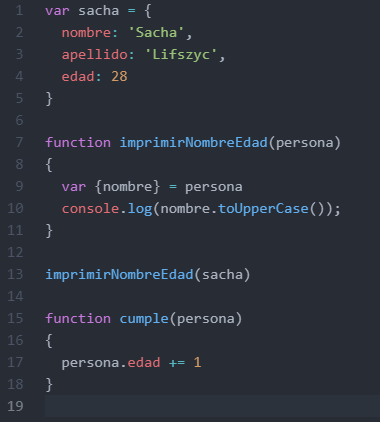 1 var sacha = {
2   nombre: 'Sacha',
3   apellido: 'Lifszyc',
4   edad: 28
5 }
6
7 function imprimirNombreEdad(persona)
8 {
9   var {nombre} = persona
10   console.log(nombre.toUpperCase());
11 }
12
13 imprimirNombreEdad(sacha)
14
15 function cumple(persona)
16 {
17   persona.edad += 1
18 }
19